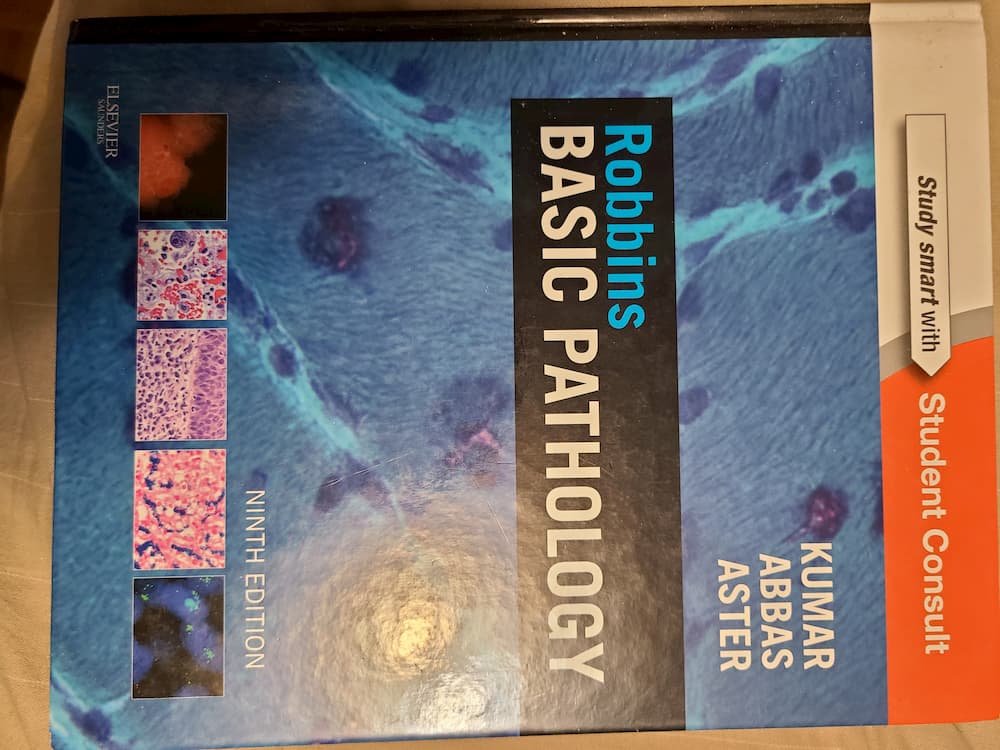 Study smart with Student Consult
KUMAR
ABBAS
ASTER
Robbins
BASIC PATHOLOGY
NINTH EDITION
ELSEVIER
SAUNDERS